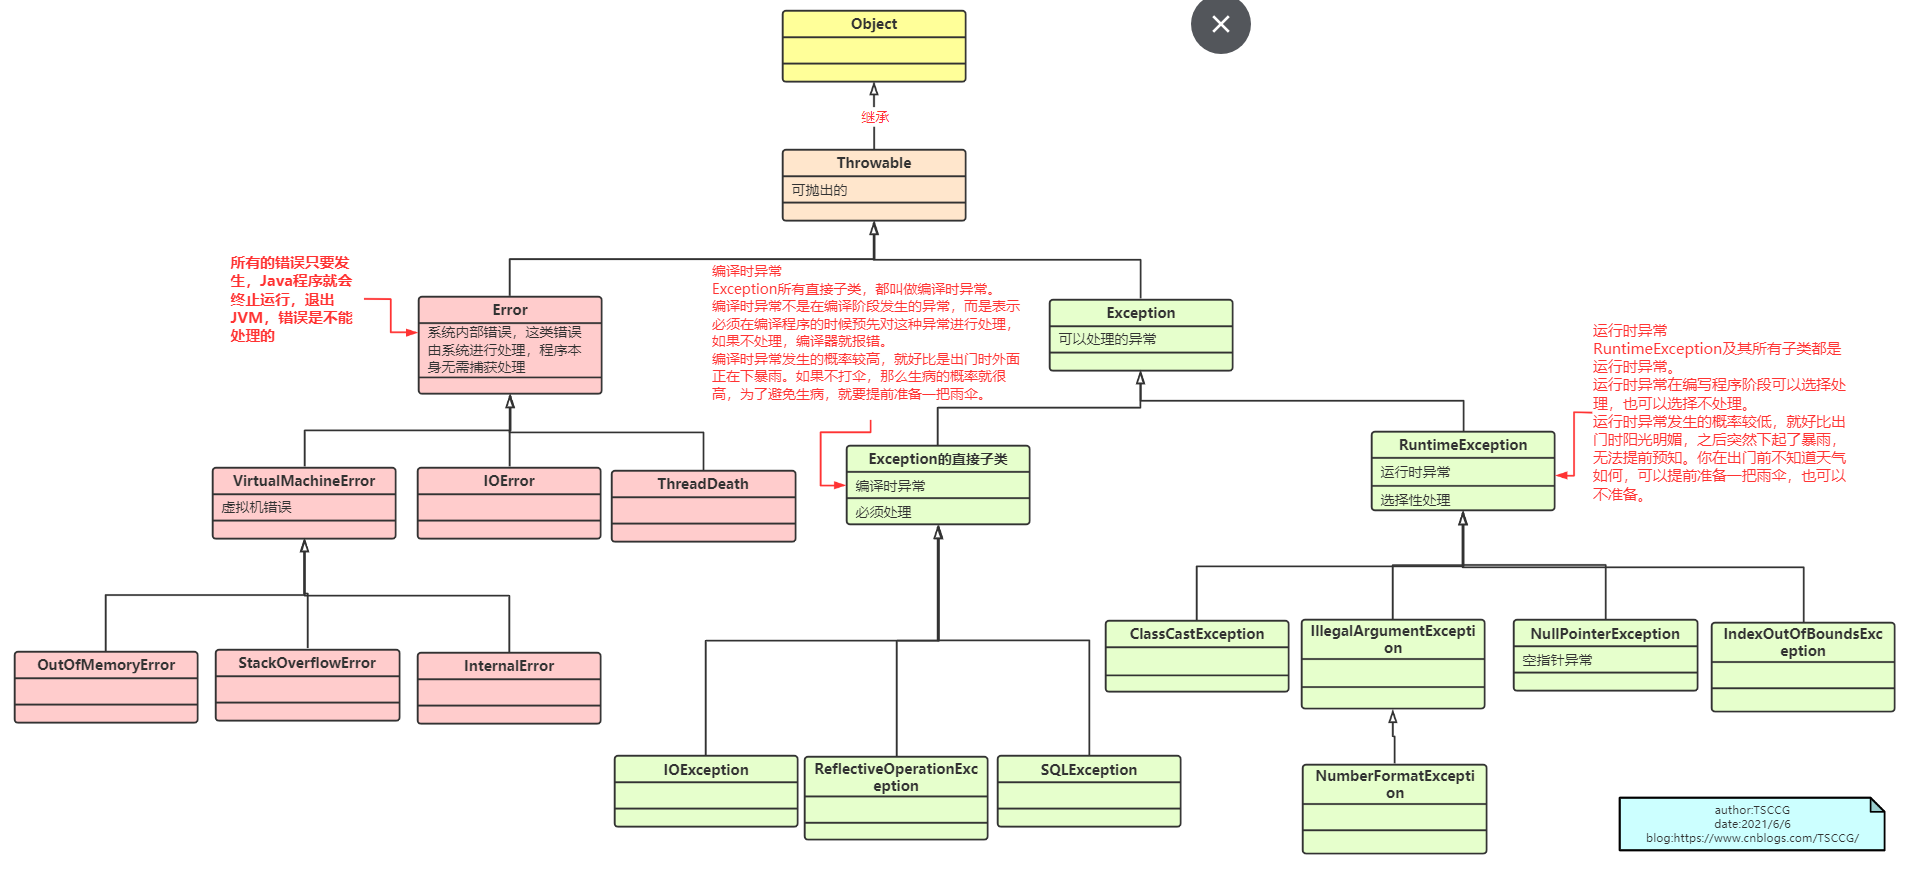 Object
继承
Throwable
可抛出的
所有的错误只要发
生，Java程序就会
终止运行，退出
JVM，错误是不能
处理的
Error
系统内部错误，这类错误
由系统进行处理，程序本
身无需捕获处理
编译时异常
Exception所有直接子类，都叫做编译时异常。
编译时异常不是在编译阶段发生的异常，而是表示
必须在编译程序的时候预先对这种异常进行处理，
如果不处理，编译器就报错。
编译时异常发生的概率较高，就好比是出门时外面
正在下暴雨。如果不打伞，那么生病的概率就很
高，为了避免生病，就要提前准备一把雨伞。
Exception
可以处理的异常
运行时异常
RuntimeException及其所有子类都是
运行时异常。
运行时异常在编写程序阶段可以选择处
理，也可以选择不处理。
运行时异常发生的概率较低，就好比出
门时阳光明媚，之后突然下起了暴雨，
无法提前预知。你在出门前不知道天气
如何，可以提前准备一把雨伞，也可以
不准备。
VirtualMachineError
虚拟机错误
IOError
ThreadDeath
Exception的直接子类
编译时异常
必须处理
RuntimeException
运行时异常
选择性处理
OutOfMemoryError
StackOverflowError
InternalError
ClassCastException
IllegalArgumentExcepti
on
NullPointerException
空指针异常
IndexOutOfBoundsExc
eption
IOException
ReflectiveOperationExc
eption
SQLException
NumberFormatExcepti
on
author:TSCCG
date:2021/6/6
blog:https://www.cnblogs.com/TSCCG/